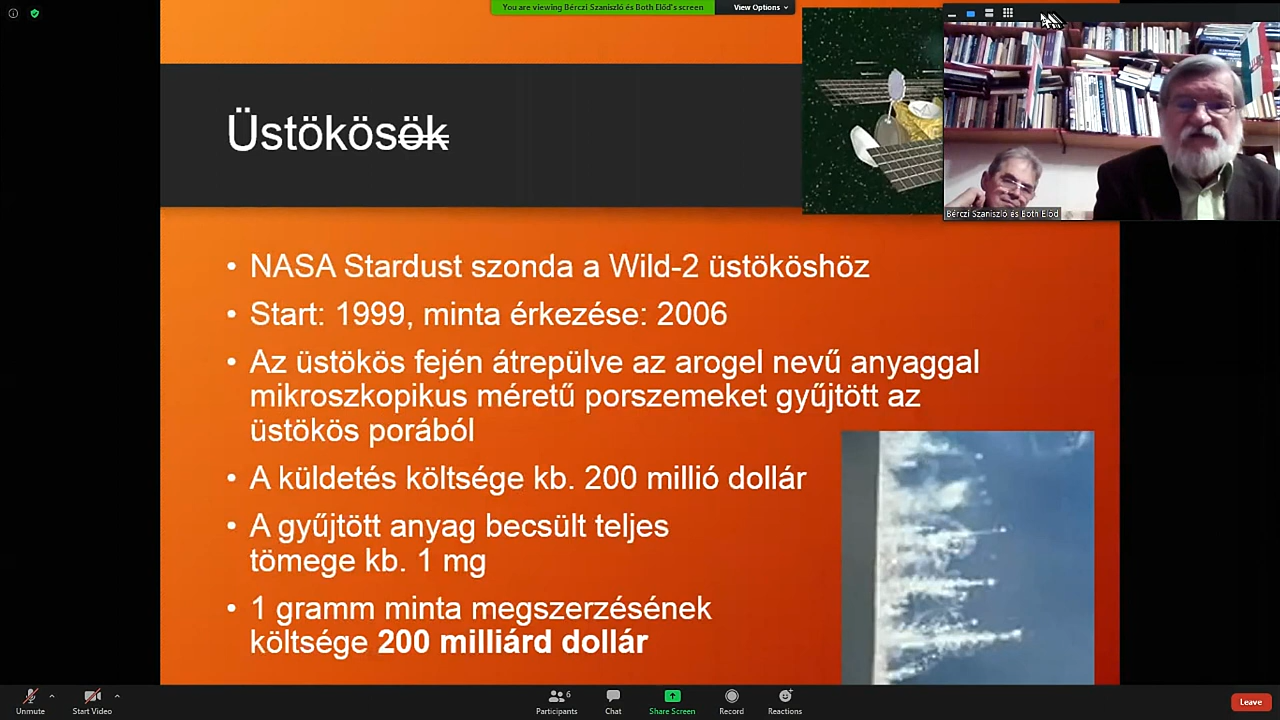 You are viewing Bérczi Szaniszló és Both Előd's screen
View Options
Üstökösök
Bérczi Szaniszló és Both Előd
• NASA Stardust szonda a Wild-2 üstököshöz
• Start: 1999, minta érkezése: 2006
• Az üstökös fején átrepülve az arogel nevű anyaggal
mikroszkopikus méretű porszemeket gyűjtött az
üstökös porából
• A küldetés költsége kb. 200 millió dollár
• A gyűjtött anyag becsült teljes
tömege kb. 1 mg
• 1 gramm minta megszerzésének
költsége 200 milliárd dollár
Unmute
Start Video
Participants
6
Chat
Share Screen
Record
Reactions
Leave